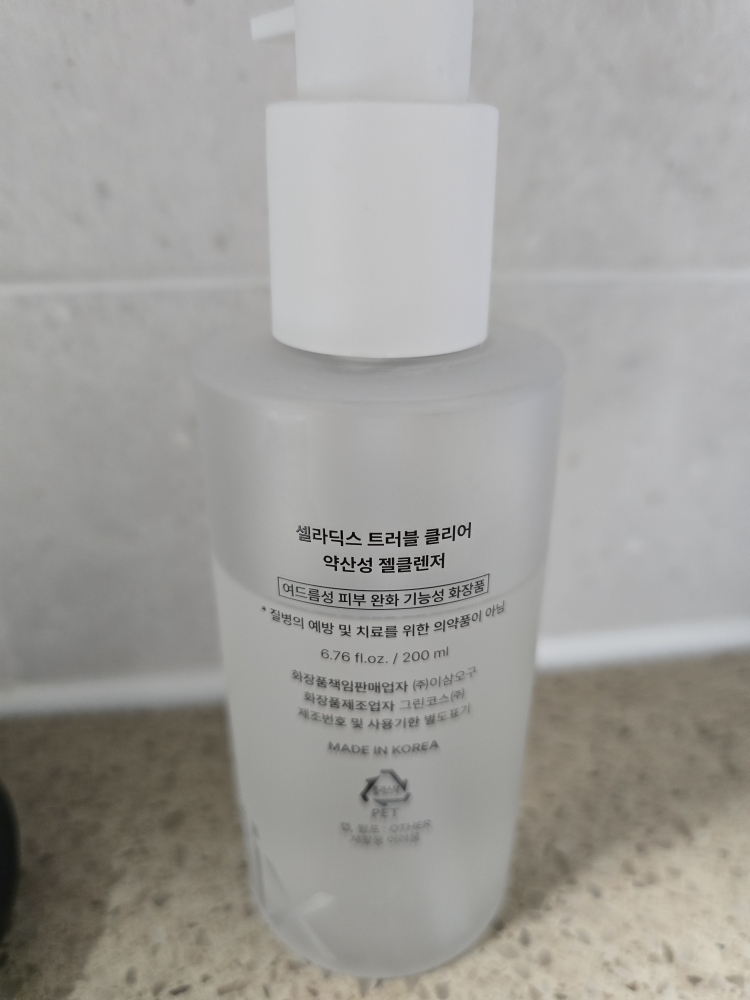 셀라딕스 트러블 클리어
약산성 젤클렌저
여드름성 피부 완화 기능성 화장품
* 질병의 예방 및 치료를 위한 의약품이 아님
6.76 fl.oz. / 200 ml
화장품책임판매업자 (주)이삼오구
화장품제조업자 그린코스(주)
제조번호 및 사용기한 별도표기
MADE IN KOREA
PET
OTHER